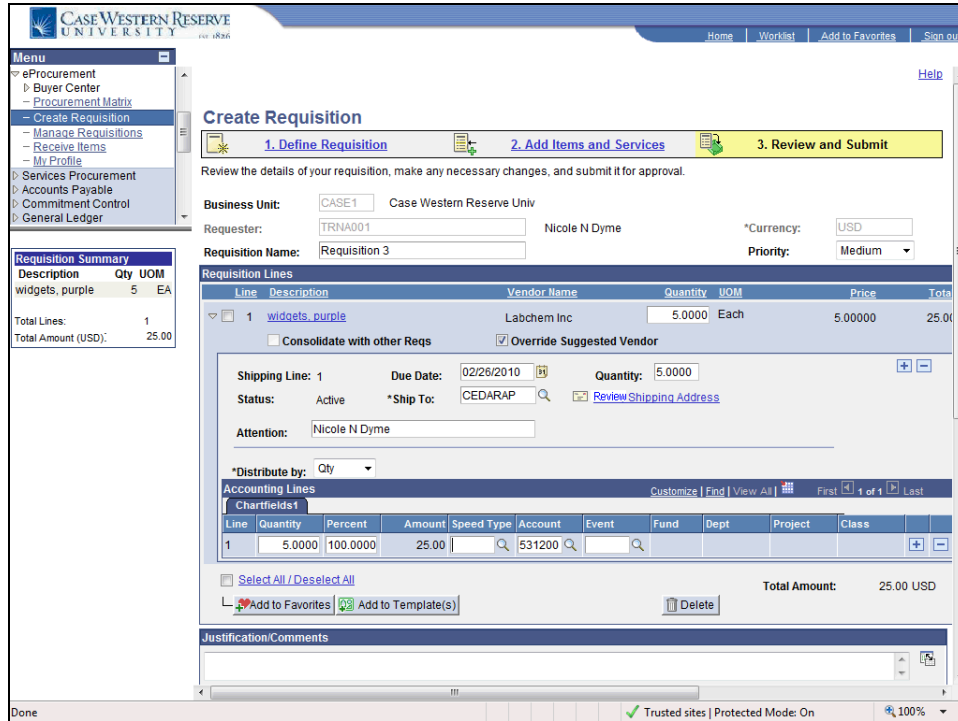 CASE WESTERN RESERVE
UNIVERSITY EST. 1826
Home Worklist Add to Favorites Sign ou
Menu
eProcurement
Buyer Center
Procurement Matrix
Create Requisition
Manage Requisitions
Receive Items
My Profile
Services Procurement
Accounts Payable
Commitment Control
General Ledger
Requisition Summary
Description Qty UOM
widgets, purple 5 EA
Total Lines: 1
Total Amount (USD): 25.00
Help
Create Requisition
1. Define Requisition 2. Add Items and Services 3. Review and Submit
Review the details of your requisition, make any necessary changes, and submit it for approval.
Business Unit: CASE1 Case Western Reserve Univ
Requester: TRNA001 Nicole N Dyme *Currency: USD
Requisition Name: Requisition 3 Priority: Medium
Requisition Lines
Line Description Vendor Name Quantity UOM Price Total
1 widgets, purple Labchem Inc 5.0000 Each 5.00000 25.00
Consolidate with other Reqs Override Suggested Vendor
Shipping Line: 1 Due Date: 02/26/2010 Quantity: 5.0000
Status: Active *Ship To: CEDARAP Review Shipping Address
Attention: Nicole N Dyme
*Distribute by: Qty
Accounting Lines Customize | Find | View All | First 1 of 1 Last
Chartfields1
Line Quantity Percent Amount Speed Type Account Event Fund Dept Project Class
1 5.0000 100.0000 25.00 531200
Select All / Deselect All Total Amount: 25.00 USD
Add to Favorites Add to Template(s) Delete
Justification/Comments
Done Trusted sites | Protected Mode: On 100%